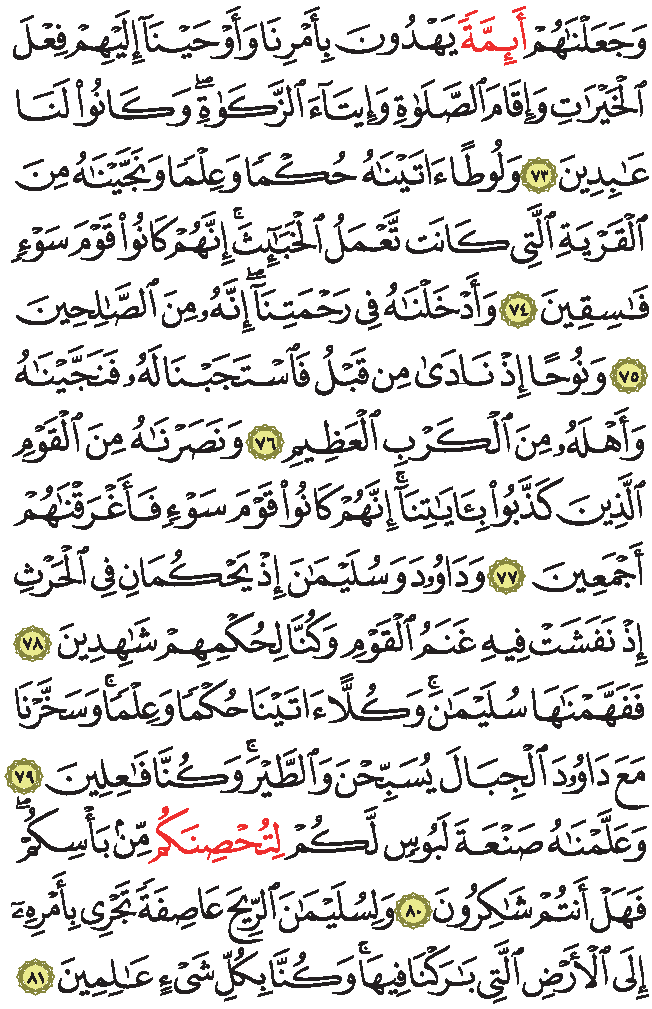 وَجَعَلْنَٰهُمْ أَئِمَّةً يَهْدُونَ بِأَمْرِنَا وَأَوْحَيْنَآ إِلَيْهِمْ فِعْلَ
ٱلْخَيْرَٰتِ وَإِقَامَ ٱلصَّلَوٰةِ وَإِيتَآءَ ٱلزَّكَوٰةِۖ وَكَانُوا۟ لَنَا
عَٰبِدِينَ ٧٣ وَلُوطًا ءَاتَيْنَٰهُ حُكْمًا وَعِلْمًا وَنَجَّيْنَٰهُ مِنَ
ٱلْقَرْيَةِ ٱلَّتِى كَانَت تَّعْمَلُ ٱلْخَبَٰٓئِثَۚ إِنَّهُمْ كَانُوا۟ قَوْمَ سَوْءٍ
فَٰسِقِينَ ٧٤ وَأَدْخَلْنَٰهُ فِى رَحْمَتِنَآۖ إِنَّهُۥ مِنَ ٱلصَّٰلِحِينَ
٧٥ وَنُوحًا إِذْ نَادَىٰ مِن قَبْلُ فَٱسْتَجَبْنَا لَهُۥ فَنَجَّيْنَٰهُ
وَأَهْلَهُۥ مِنَ ٱلْكَرْبِ ٱلْعَظِيمِ ٧٦ وَنَصَرْنَٰهُ مِنَ ٱلْقَوْمِ
ٱلَّذِينَ كَذَّبُوا۟ بِـَٔايَٰتِنَآۚ إِنَّهُمْ كَانُوا۟ قَوْمَ سَوْءٍ فَأَغْرَقْنَٰهُمْ
أَجْمَعِينَ ٧٧ وَدَاوُۥدَ وَسُلَيْمَٰنَ إِذْ يَحْكُمَانِ فِى ٱلْحَرْثِ
إِذْ نَفَشَتْ فِيهِ غَنَمُ ٱلْقَوْمِ وَكُنَّا لِحُكْمِهِمْ شَٰهِدِينَ ٧٨
فَفَهَّمْنَٰهَا سُلَيْمَٰنَۚ وَكُلًّا ءَاتَيْنَا حُكْمًا وَعِلْمًاۚ وَسَخَّرْنَا
مَعَ دَاوُۥدَ ٱلْجِبَالَ يُسَبِّحْنَ وَٱلطَّيْرَۚ وَكُنَّا فَٰعِلِينَ ٧٩
وَعَلَّمْنَٰهُ صَنْعَةَ لَبُوسٍ لَّكُمْ لِتُحْصِنَكُم مِّنۢ بَأْسِكُمْۖ
فَهَلْ أَنتُمْ شَٰكِرُونَ ٨٠ وَلِسُلَيْمَٰنَ ٱلرِّيحَ عَاصِفَةً تَجْرِى بِأَمْرِهِۦٓ
إِلَى ٱلْأَرْضِ ٱلَّتِى بَٰرَكْنَا فِيهَاۚ وَكُنَّا بِكُلِّ شَىْءٍ عَٰلِمِينَ ٨١